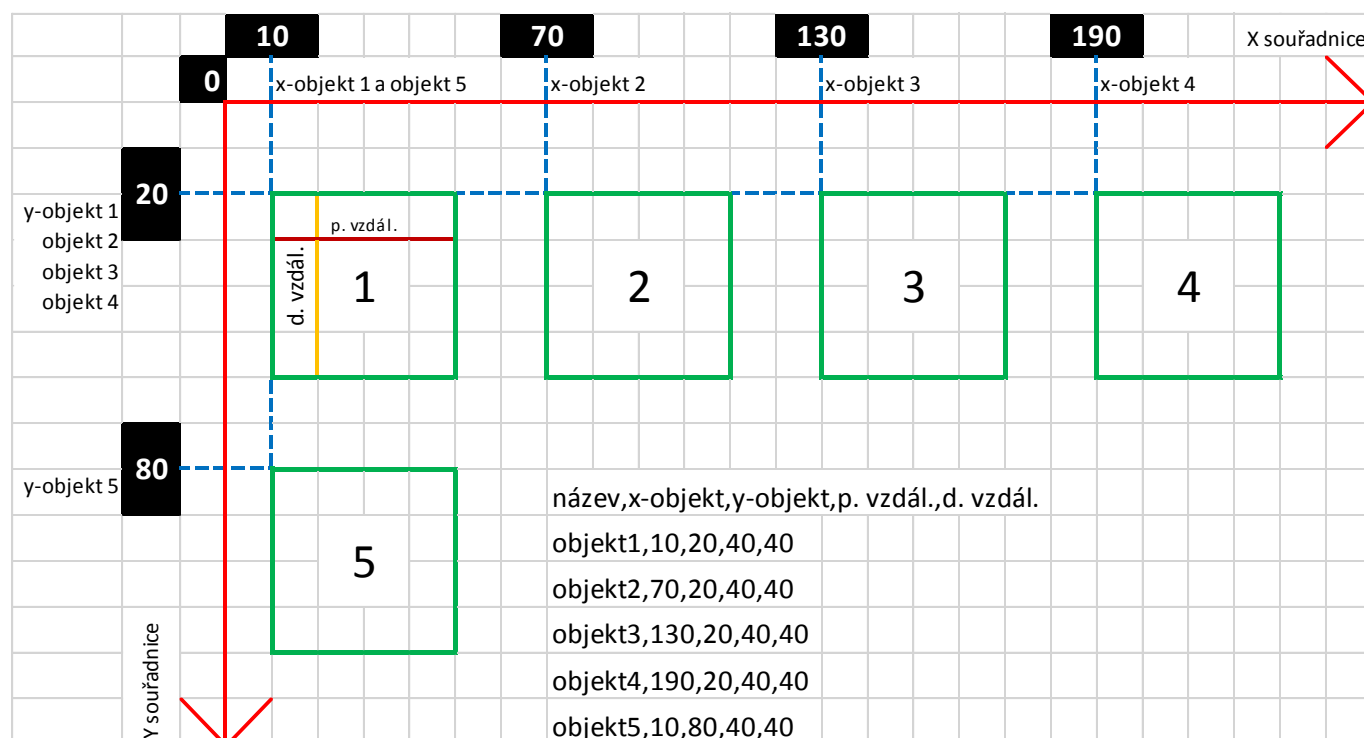 10
70
130
190
X souřadnice
0
x-objekt 1 a objekt 5
x-objekt 2
x-objekt 3
x-objekt 4
20
y-objekt 1
objekt 2
objekt 3
objekt 4
p. vzdál.
d. vzdál.
1
2
3
4
80
y-objekt 5
5
název,x-objekt,y-objekt,p. vzdál.,d. vzdál.
objekt1,10,20,40,40
objekt2,70,20,40,40
objekt3,130,20,40,40
objekt4,190,20,40,40
objekt5,10,80,40,40
Y souřadnice